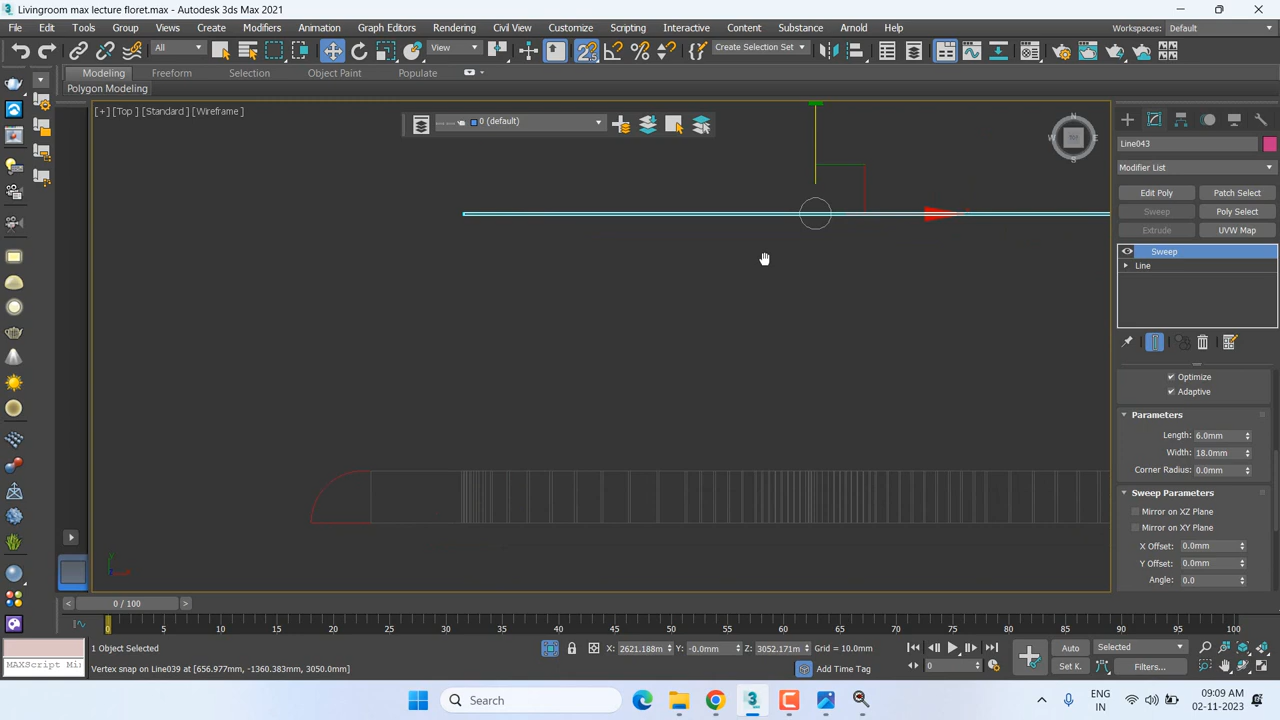 Livingroom max lecture floret.max - Autodesk 3ds Max 2021
File Edit Tools Group Views Create Modifiers Animation Graph Editors Rendering Civil View Customize Scripting Interactive Content Substance Arnold Help Workspaces: Default
All View Create Selection Set
Modeling Freeform Selection Object Paint Populate
Polygon Modeling
[+] [Top ] [Standard ] [Wireframe ]
0 (default)
N
W E
S
TOP
Line043
Modifier List
Edit Poly Patch Select
Sweep Poly Select
Extrude UVW Map
Sweep
Line
Optimize
Adaptive
Parameters
Length: 6.0mm
Width: 18.0mm
Corner Radius: 0.0mm
Sweep Parameters
Mirror on XZ Plane
Mirror on XY Plane
X Offset: 0.0mm
Y Offset: 0.0mm
Angle: 0.0
0 / 100
0 5 10 15 20 25 30 35 40 45 50 55 60 65 70 75 80 85 90 95 100
1 Object Selected
X: 2621.188m Y: -0.0mm Z: 3052.171m Grid = 10.0mm
Auto Selected
MAXScript Mi
Vertex snap on Line039 at [656.977mm, -1360.383mm, 3050.0mm]
Add Time Tag
0
Set K. Filters...
Search
ENG
IN
09:09 AM
02-11-2023